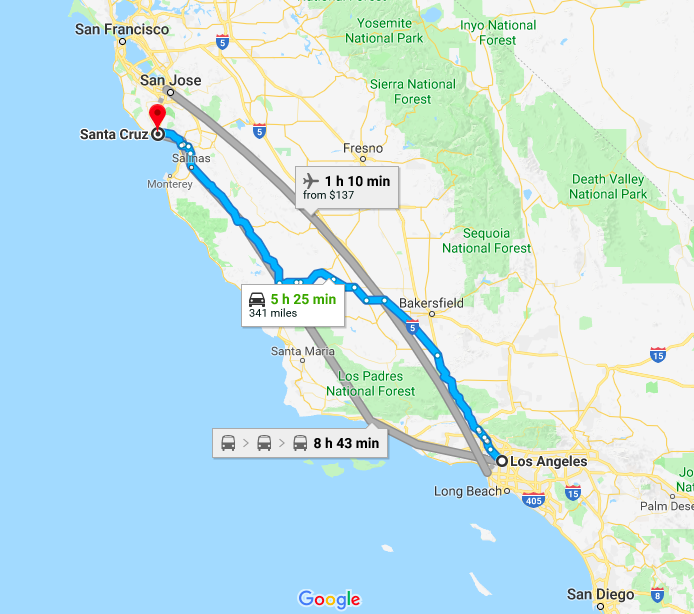 Yosemite National
Park
Inyo National
Forest
San Francisco
5
San Jose
Sierra National
Forest
5
Santa Cruz
Salinas
Fresno
Monterey
1 h 10 min
from $137
Death Valley
National Park
Sequoia
National Forest
5 h 25 min
341 miles
Bakersfield
5
15
Santa Maria
Los Padres
National Forest
8 h 43 min
Los Angeles
Long Beach
405
15
Jo
Na
Palm Dese
San Diego
8
Google